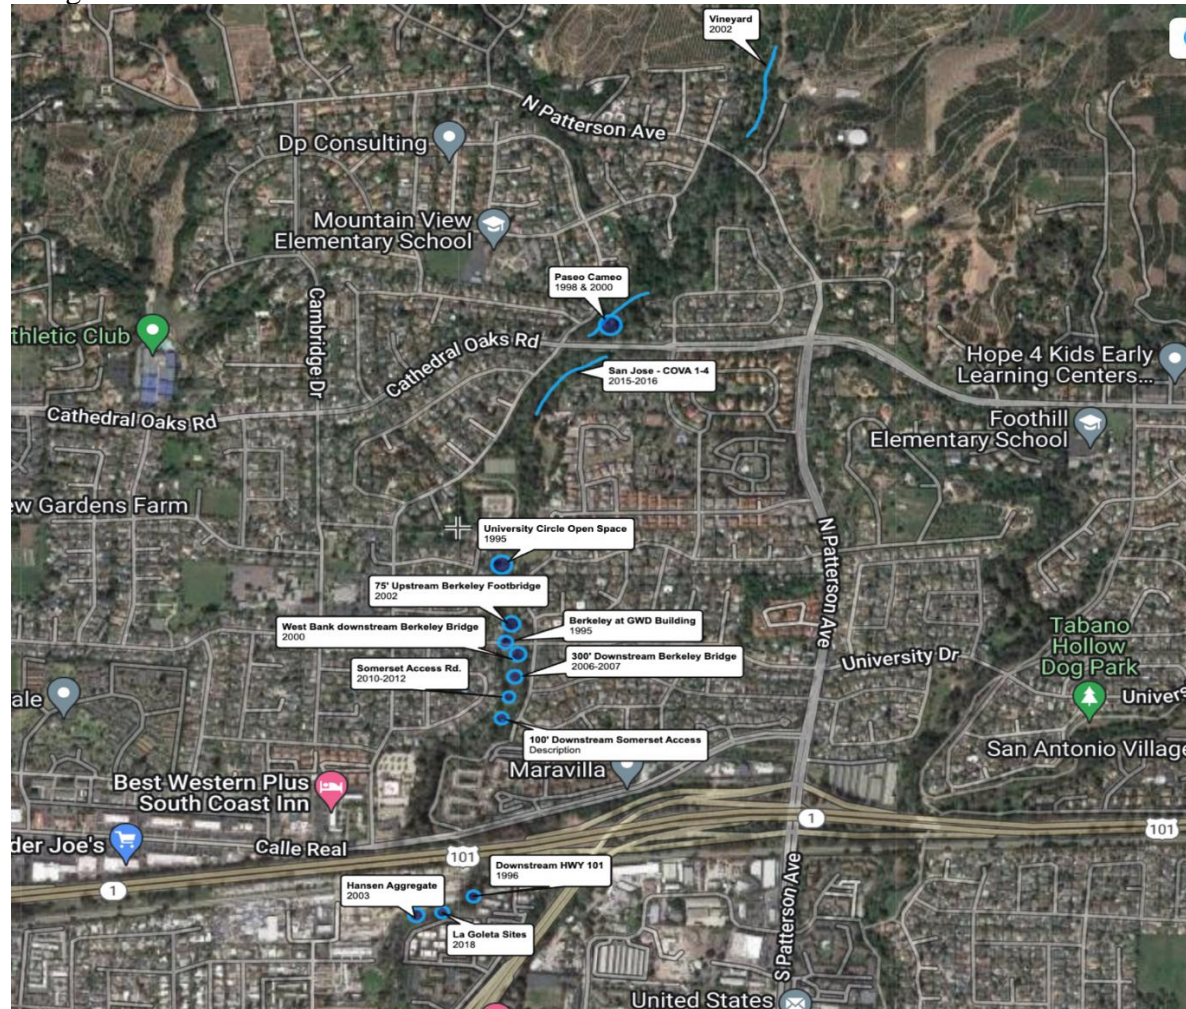 Vineyard
2002
N Patterson Ave
Dp Consulting
Mountain View
Elementary School
Paseo Cameo
1998 & 2000
Cambridge Dr
thletic Club
Cathedral Oaks Rd
Hope 4 Kids Early
Learning Centers...
San Jose - COVA 1-4
2015-2016
Cathedral Oaks Rd
Foothill
Elementary School
ew Gardens Farm
University Circle Open Space
1995
N Patterson Ave
75' Upstream Berkeley Footbridge
2002
West Bank downstream Berkeley Bridge
2000
Berkeley at GWD Building
1995
Tabano
Hollow
Dog Park
300' Downstream Berkeley Bridge
2006-2007
University Dr
Somerset Access Rd.
2010-2012
ale
Univers
100' Downstream Somerset Access
Description
San Antonio Village
Maravilla
Best Western Plus
South Coast Inn
1
101
der Joe's
Calle Real
101
1
Downstream HWY 101
1996
Hansen Aggregate
2003
La Goleta Sites
2018
S Patterson Ave
United States